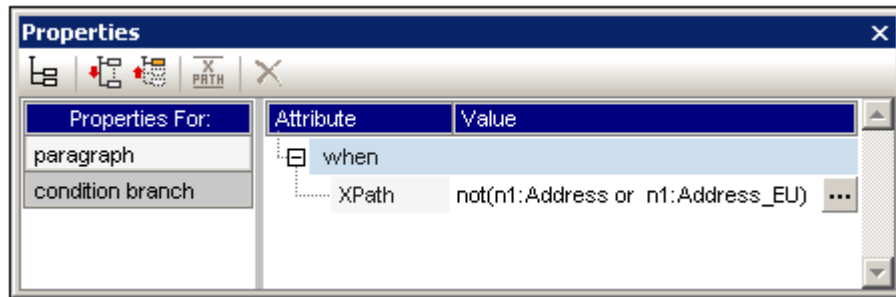 Properties
X
PATH
Properties For:
Attribute
Value
paragraph
when
condition branch
XPath
not(n1:Address or n1:Address_EU)
...